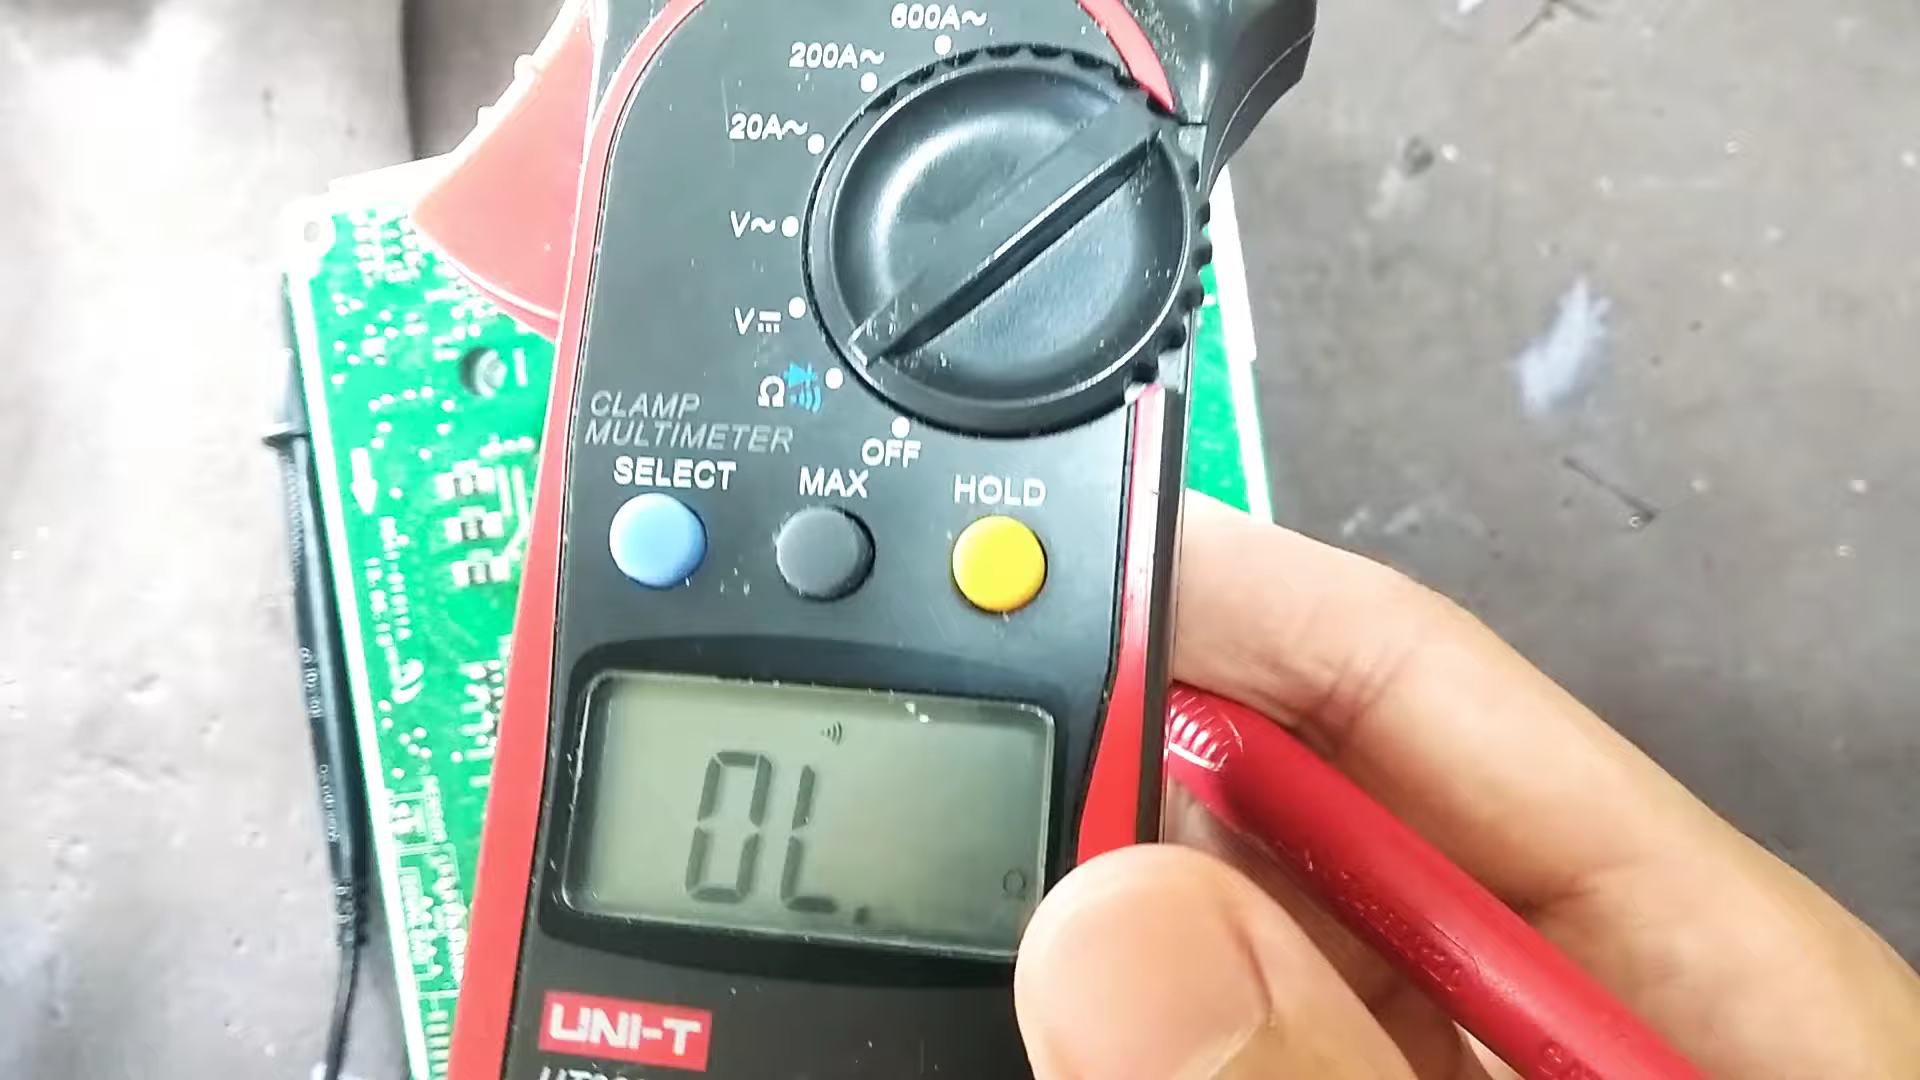 600A~
200A~
20A~
V~
V⎓
Ω
CLAMP
MULTIMETER
OFF
SELECT
MAX
HOLD
OL.
Ω
UNI-T